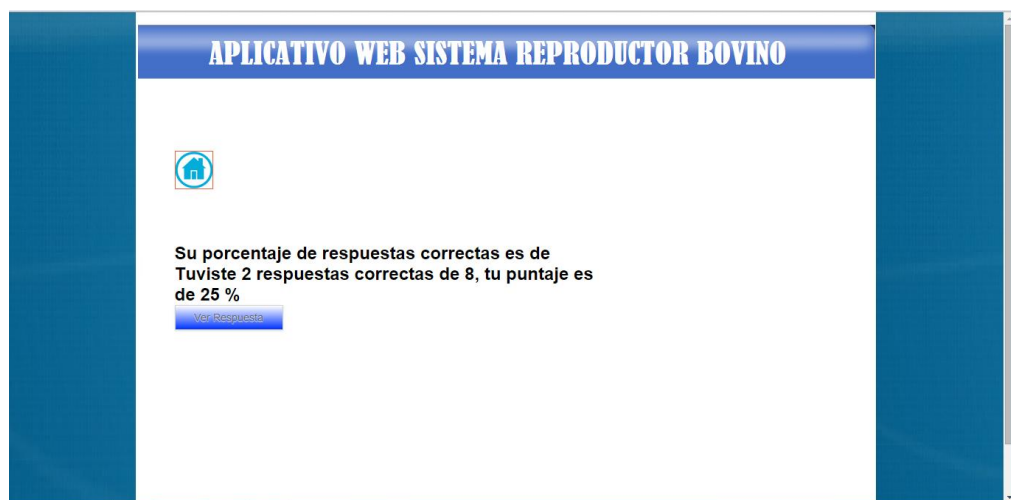 APLICATIVO WEB SISTEMA REPRODUCTOR BOVINO
Su porcentaje de respuestas correctas es de
Tuviste 2 respuestas correctas de 8, tu puntaje es
de 25 %
Ver Respuesta